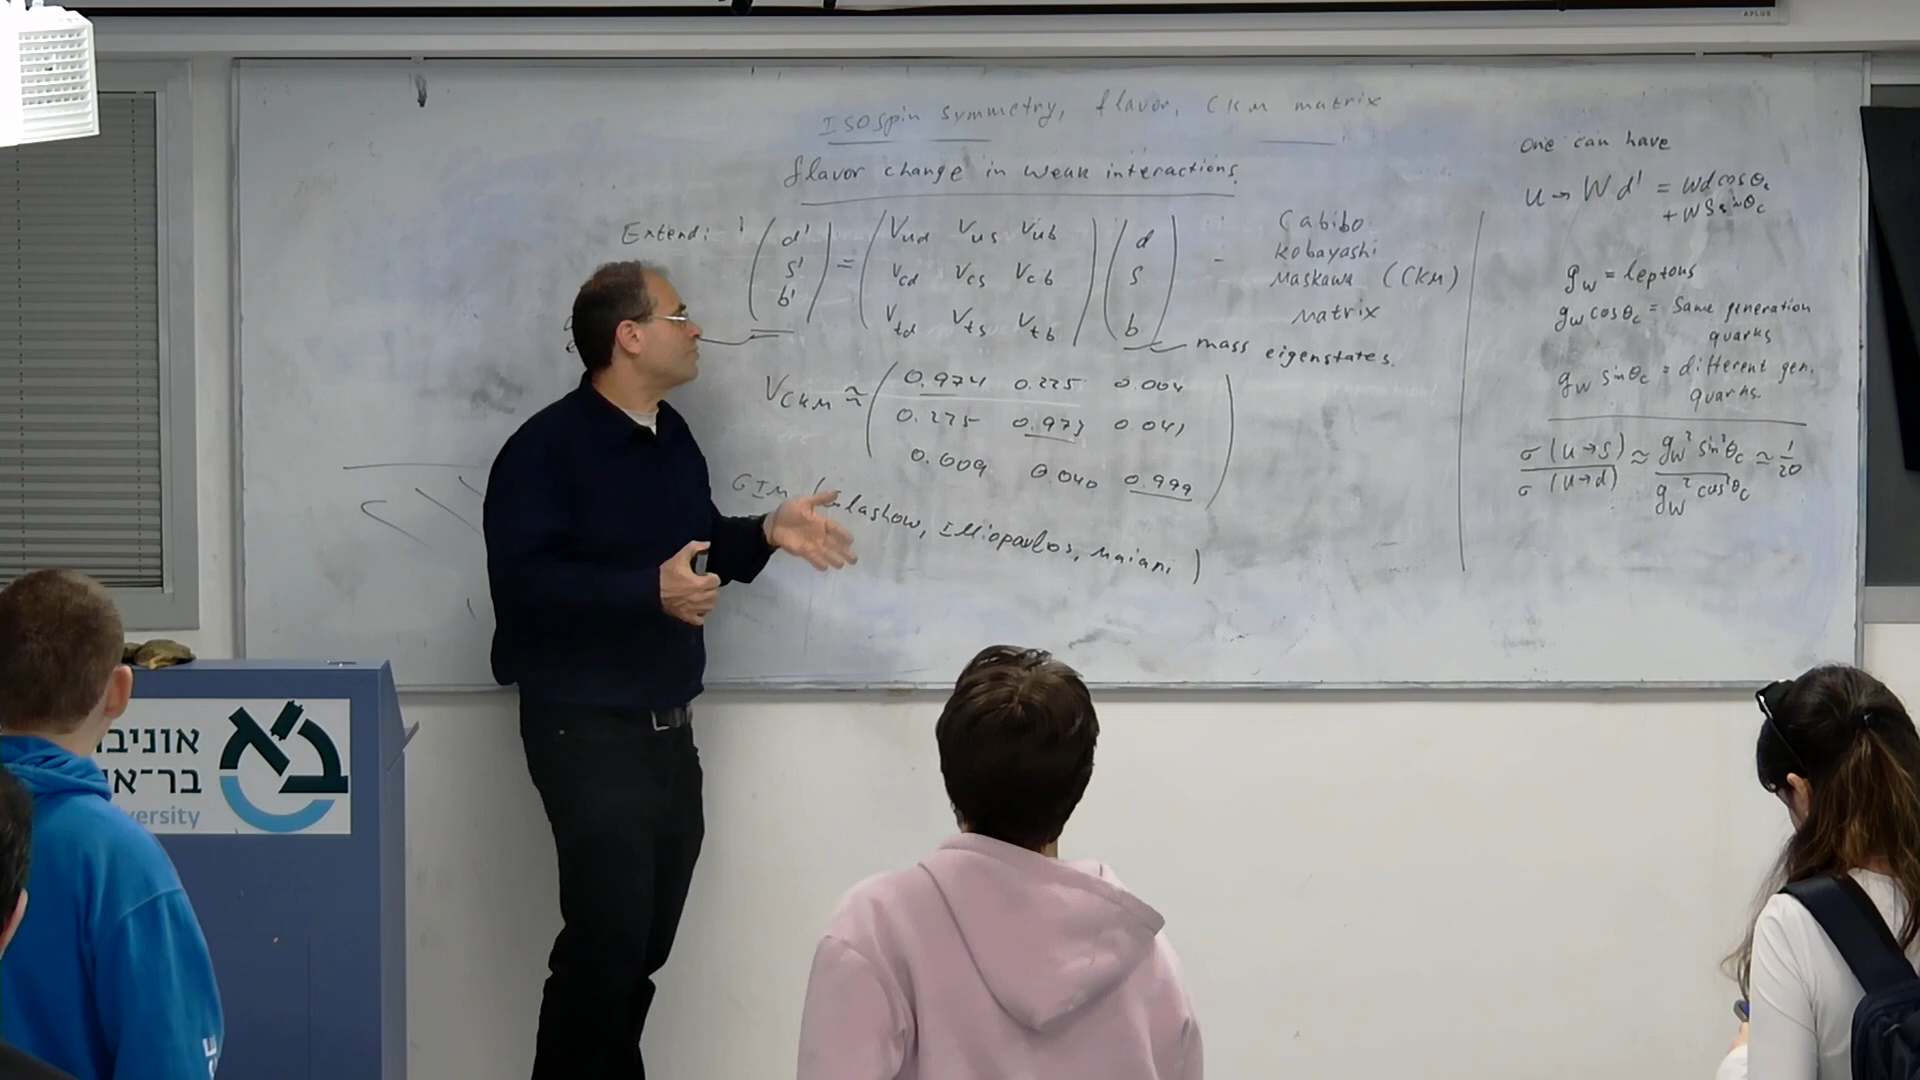 APLUS
Isospin symmetry, flavor, CKM matrix
flavor change in weak interactions.
Extend:
( d' s' b' ) = ( Vud Vus Vub
Vcd Vcs Vcb
Vtd Vts Vtb ) ( d s b )
mass eigenstates.
Cabibo
Kobayashi
Maskawa (CKM)
matrix
VCKM ≈ ( 0.974 0.225 0.004
0.225 0.973 0.041
0.009 0.040 0.999 )
GIM (Glashow, Illiopoulos, Maiani)
One can have
u → W d' = Wd cosθc
+ WS sinθc
gw = leptons
gw cosθc = Same generation
quarks
gw sinθc = different gen.
quarks.
σ (u→s) / σ (u→d) ≈ gw² sin²θc / gw² cos²θc ≈ 1/20
אוניבר
בר־א
versity